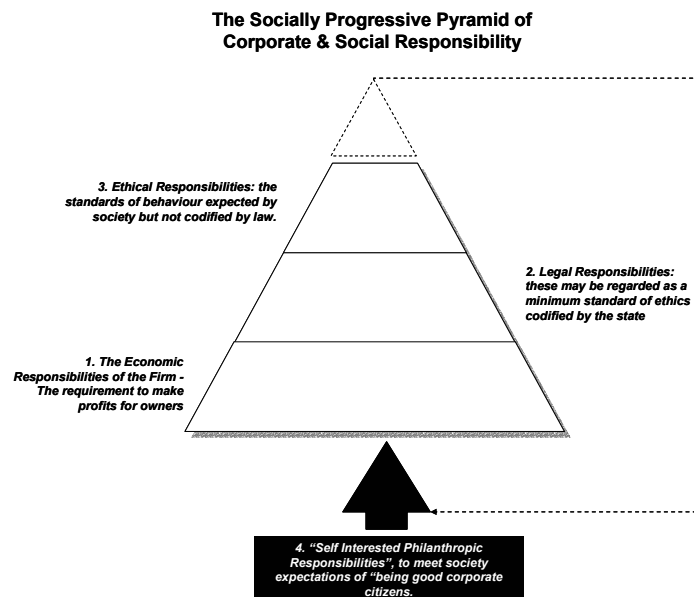 The Socially Progressive Pyramid of
Corporate & Social Responsibility
3. Ethical Responsibilities: the
standards of behaviour expected by
society but not codified by law.
2. Legal Responsibilities:
these may be regarded as a
minimum standard of ethics
codified by the state
1. The Economic
Responsibilities of the Firm -
The requirement to make
profits for owners
4. “Self Interested Philanthropic
Responsibilities”, to meet society
expectations of “being good corporate
citizens.